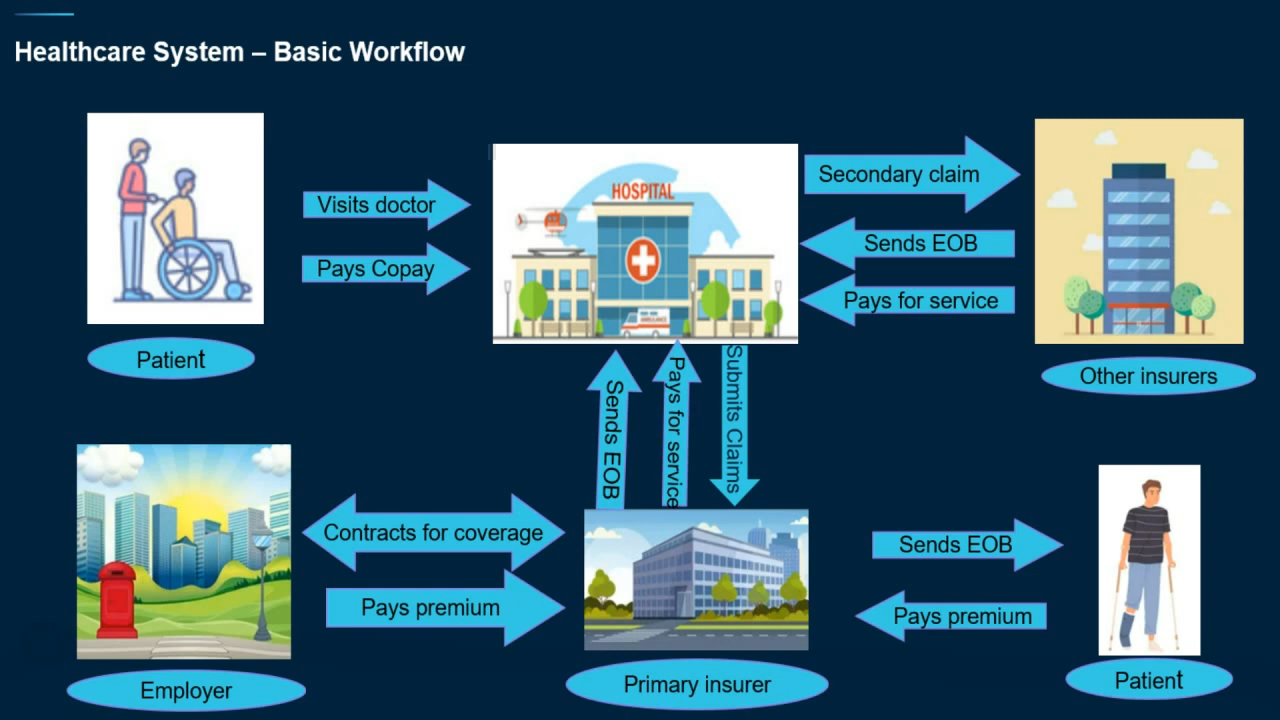 Healthcare System – Basic Workflow
Visits doctor
Pays Copay
HOSPITAL
AMBULANCE
Secondary claim
Sends EOB
Pays for service
Patient
Other insurers
Sends EOB
Pays for service
Submits Claims
Contracts for coverage
Pays premium
Sends EOB
Pays premium
Employer
Primary insurer
Patient